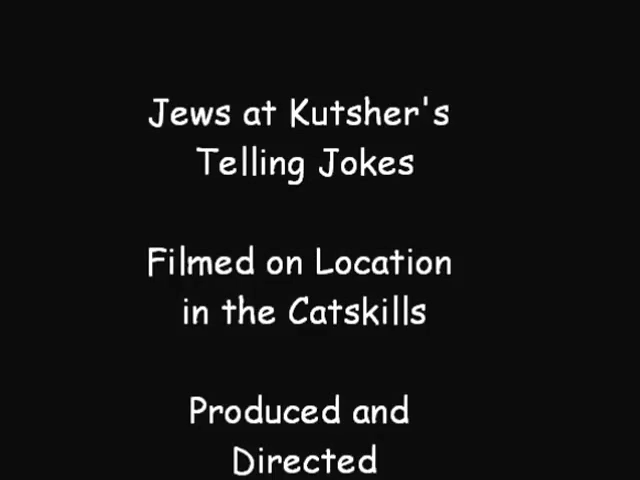 Jews at Kutsher's
Telling Jokes
Filmed on Location
in the Catskills
Produced and
Directed